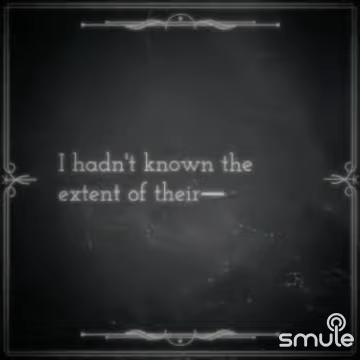 I hadn't known the
extent of their—
smule